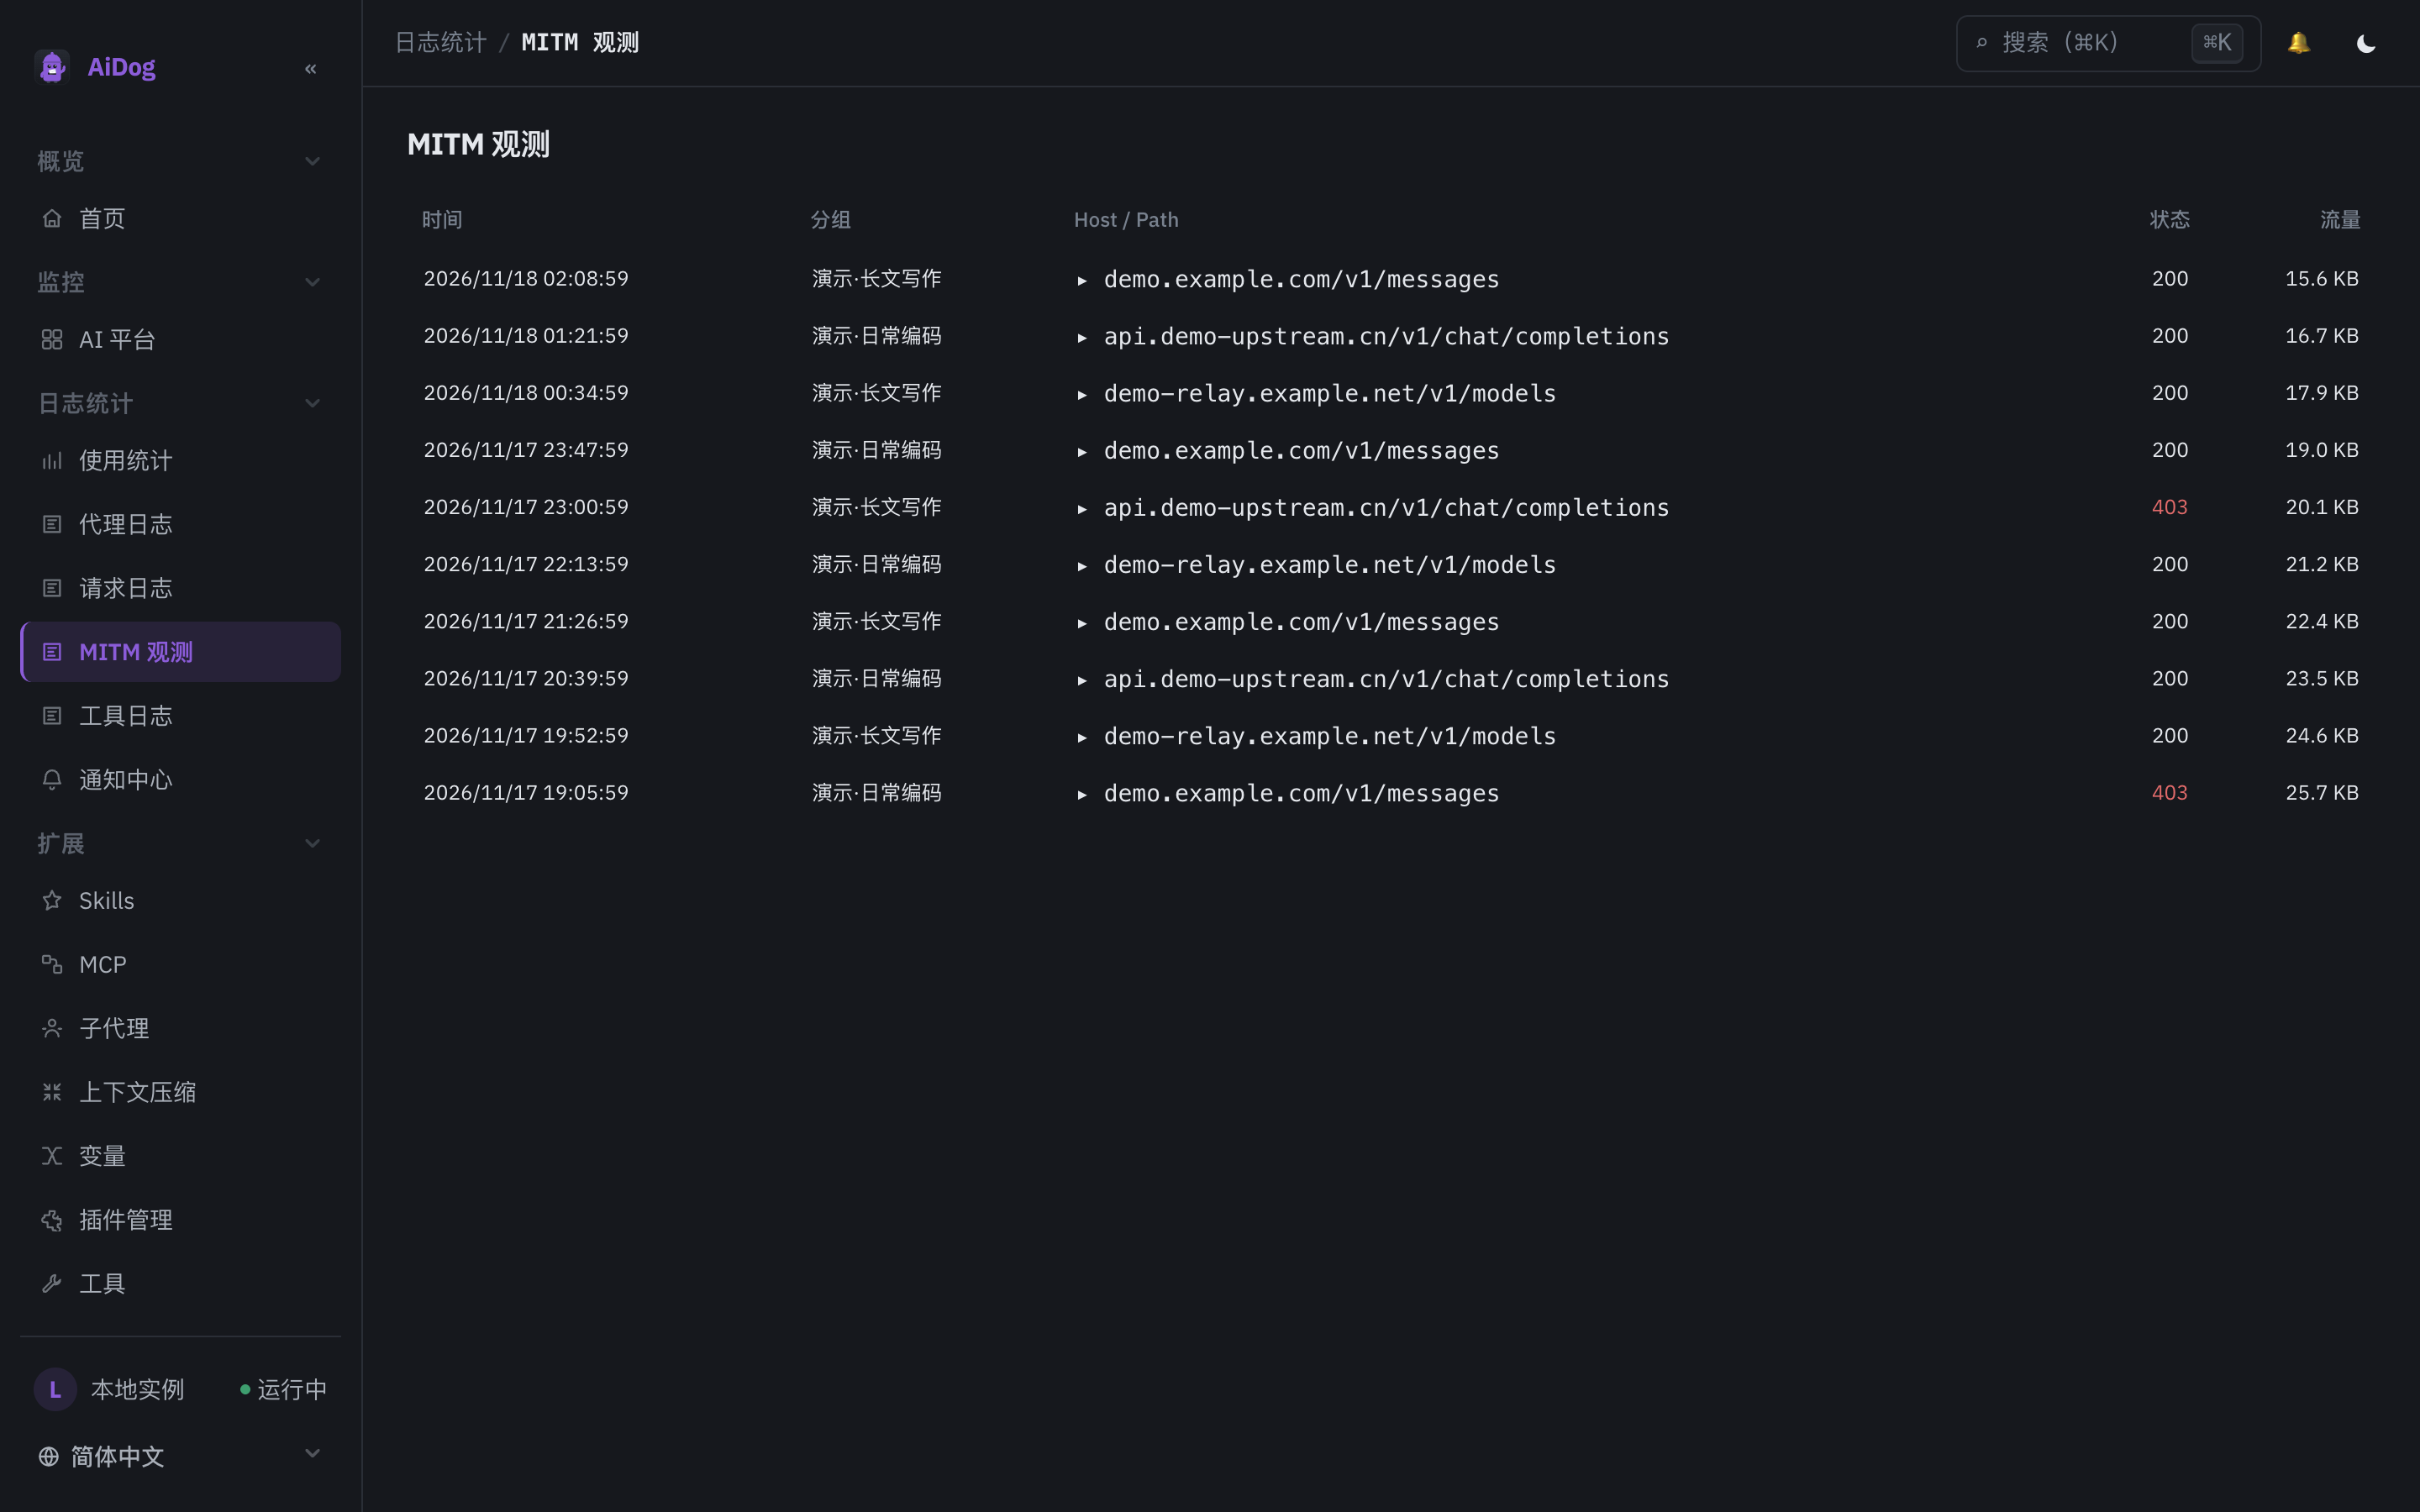 AiDog
«
概览
首页
监控
AI 平台
日志统计
使用统计
代理日志
请求日志
MITM 观测
工具日志
通知中心
扩展
Skills
MCP
子代理
上下文压缩
变量
插件管理
工具
L 本地实例 运行中
简体中文
日志统计 / MITM 观测
搜索（⌘K） ⌘K
MITM 观测
时间 分组 Host / Path 状态 流量
2026/11/18 02:08:59 演示·长文写作 ▸ demo.example.com/v1/messages 200 15.6 KB
2026/11/18 01:21:59 演示·日常编码 ▸ api.demo-upstream.cn/v1/chat/completions 200 16.7 KB
2026/11/18 00:34:59 演示·长文写作 ▸ demo-relay.example.net/v1/models 200 17.9 KB
2026/11/17 23:47:59 演示·日常编码 ▸ demo.example.com/v1/messages 200 19.0 KB
2026/11/17 23:00:59 演示·长文写作 ▸ api.demo-upstream.cn/v1/chat/completions 403 20.1 KB
2026/11/17 22:13:59 演示·日常编码 ▸ demo-relay.example.net/v1/models 200 21.2 KB
2026/11/17 21:26:59 演示·长文写作 ▸ demo.example.com/v1/messages 200 22.4 KB
2026/11/17 20:39:59 演示·日常编码 ▸ api.demo-upstream.cn/v1/chat/completions 200 23.5 KB
2026/11/17 19:52:59 演示·长文写作 ▸ demo-relay.example.net/v1/models 200 24.6 KB
2026/11/17 19:05:59 演示·日常编码 ▸ demo.example.com/v1/messages 403 25.7 KB